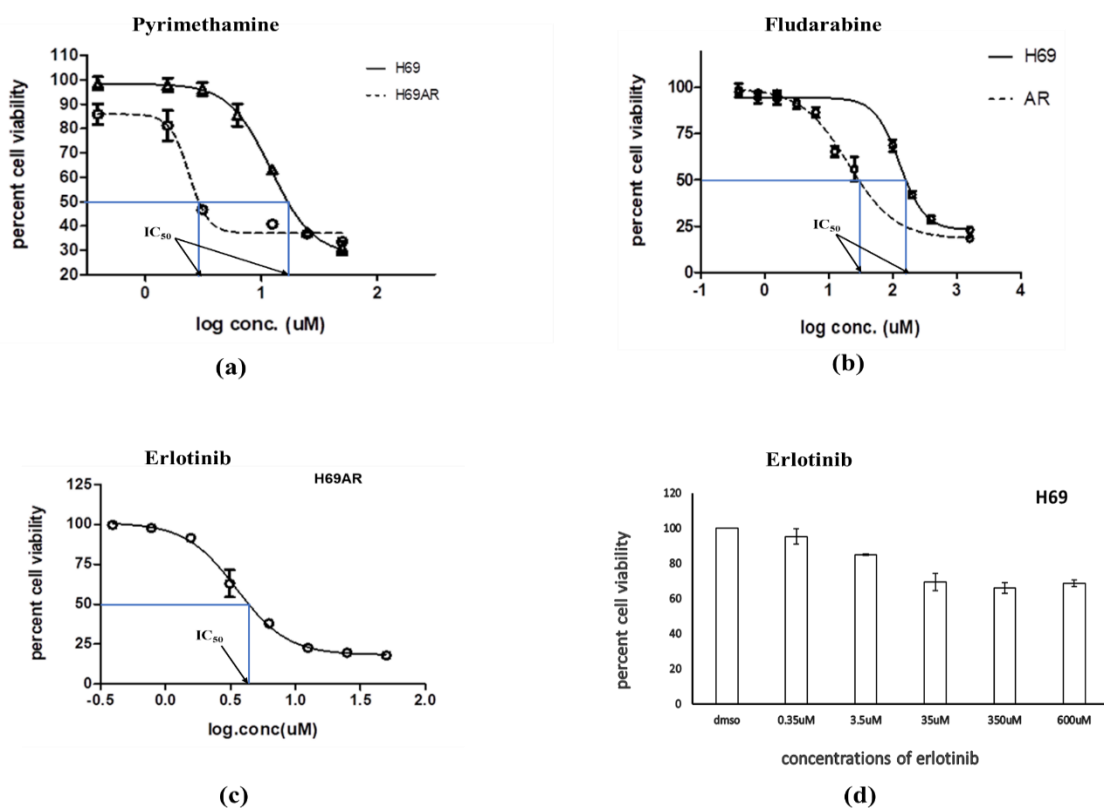 Pyrimethamine
percent cell viability
110
100
90
80
70
60
50
40
30
20
0
1
2
log conc. (uM)
H69
H69AR
IC₅₀
(a)
Fludarabine
percent cell viability
100
75
50
25
0
-1
0
1
2
3
4
log conc. (uM)
H69
AR
IC₅₀
(b)
Erlotinib
H69AR
percent cell viability
125
100
75
50
25
0
-0.5
0.0
0.5
1.0
1.5
2.0
log.conc(uM)
IC₅₀
(c)
Erlotinib
H69
percent cell viability
120
100
80
60
40
20
0
dmso
0.35uM
3.5uM
35uM
350uM
600uM
concentrations of erlotinib
(d)